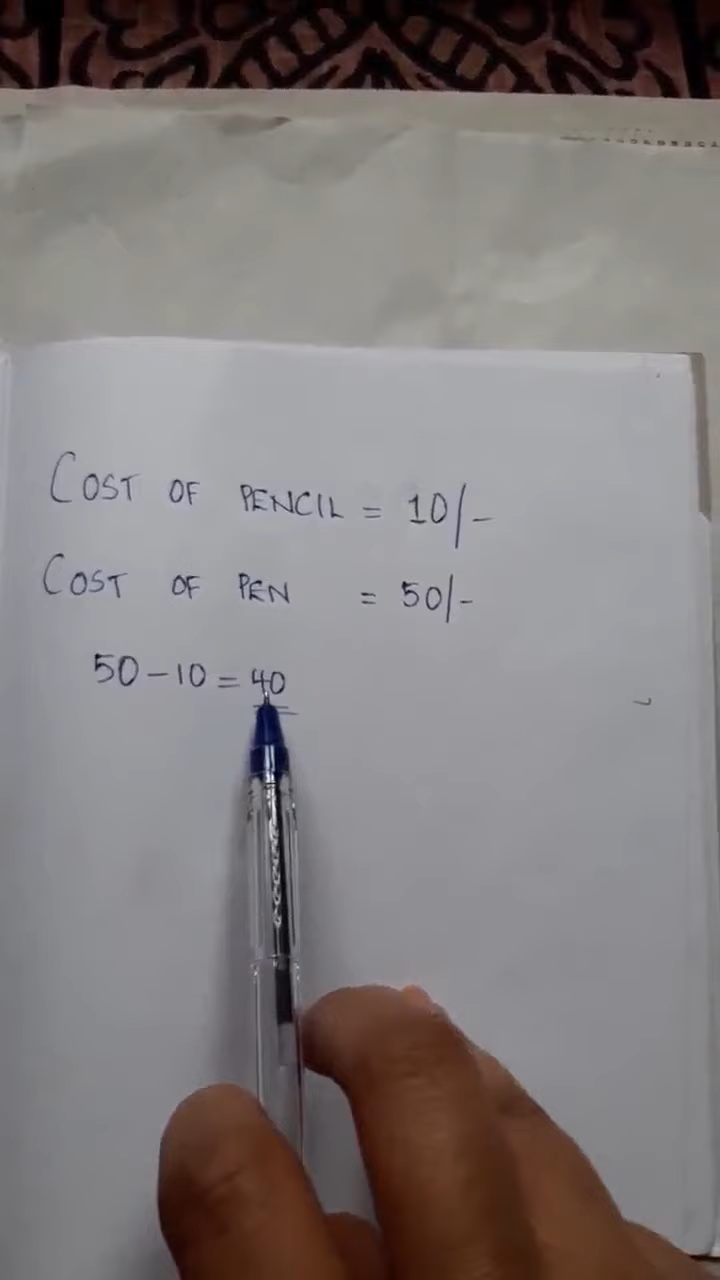 COST OF PENCIL = 10/-
COST OF PEN = 50/-
50-10 = 40